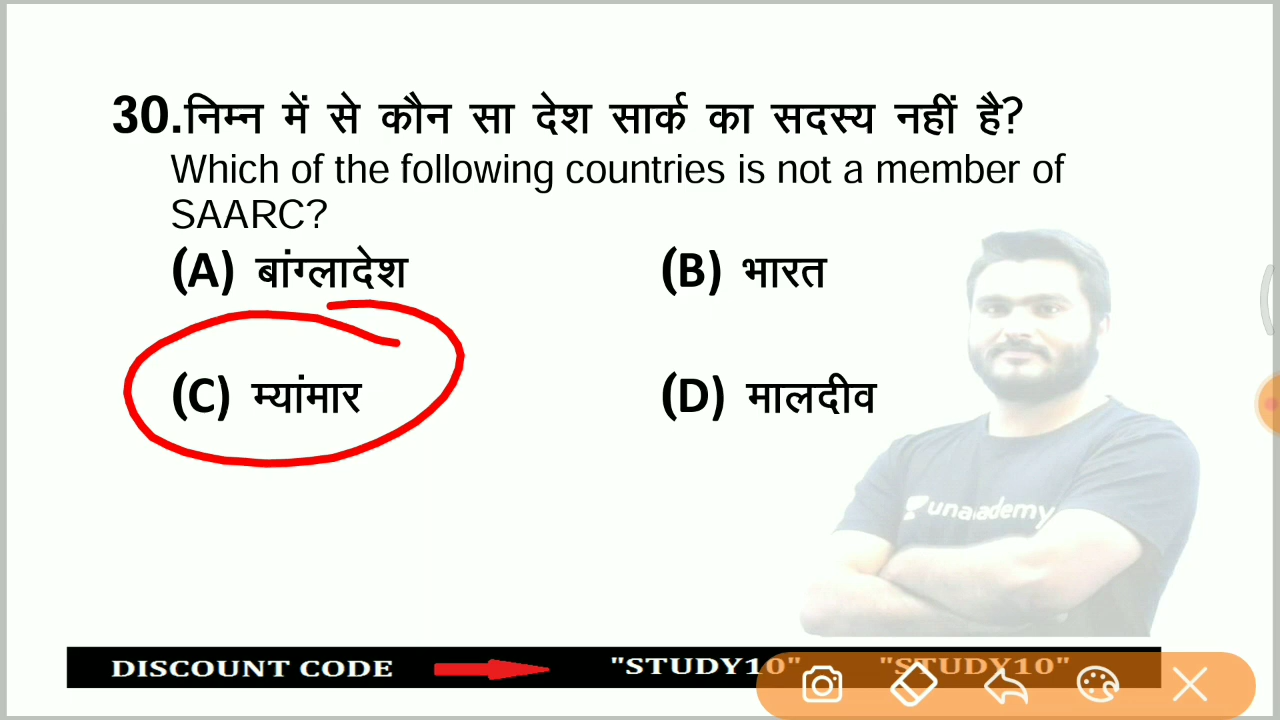 30.निम्न में से कौन सा देश सार्क का सदस्य नहीं है?
Which of the following countries is not a member of
SAARC?
(A) बांग्लादेश (B) भारत
(C) म्यांमार (D) मालदीव
unacademy
DISCOUNT CODE "STUDY10" "STUDY10"